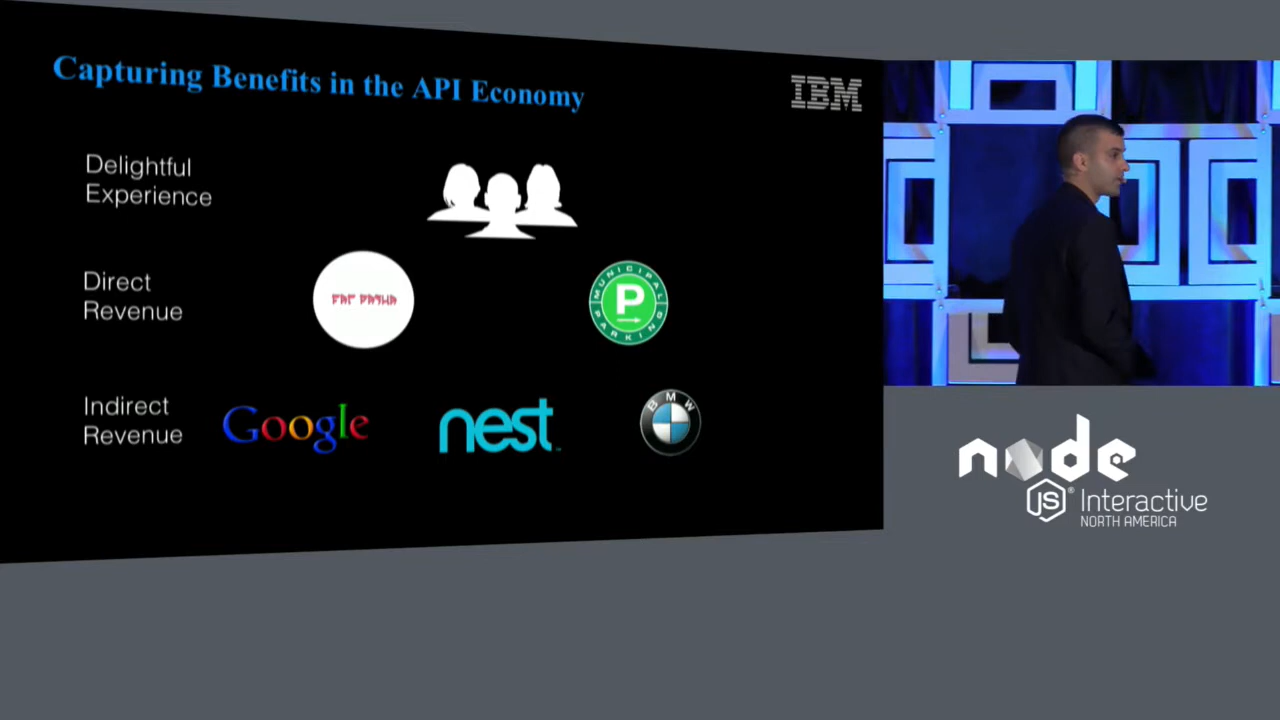 Capturing Benefits in the API Economy
IBM
Delightful
Experience
Direct
Revenue
MUNICIPAL
P
PARKING
Indirect
Revenue
Google
nest
BMW
node
JS® Interactive
NORTH AMERICA